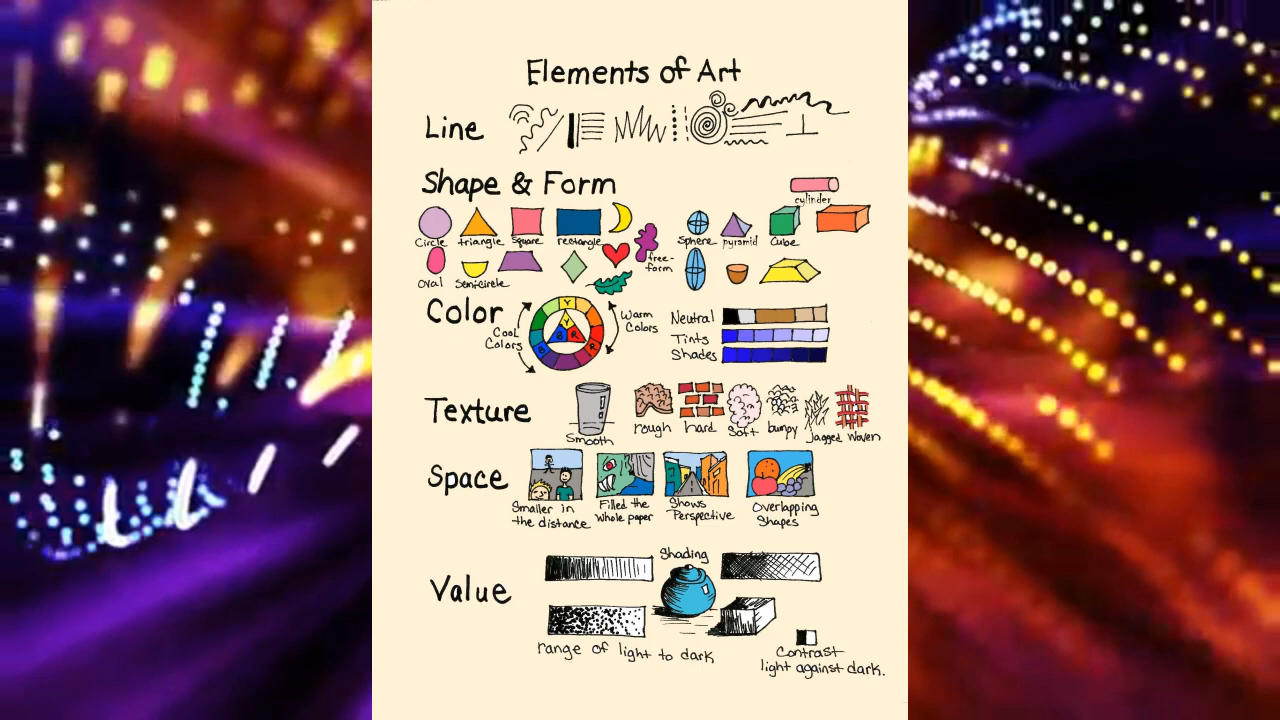 Elements of Art
Line
Shape & Form
cylinder
Circle triangle Square rectangle Sphere pyramid Cube
free-
form
Oval Semicircle
Color
Cool
Colors
Warm
Colors
Y
Y
B R
B R
Neutral
Tints
Shades
Texture
Smooth rough hard Soft bumpy Jagged Woven
Space
Smaller in
the distance
Filled the
whole paper
Shows
Perspective
Overlapping
Shapes
Value
Shading
range of light to dark
Contrast
light against dark.